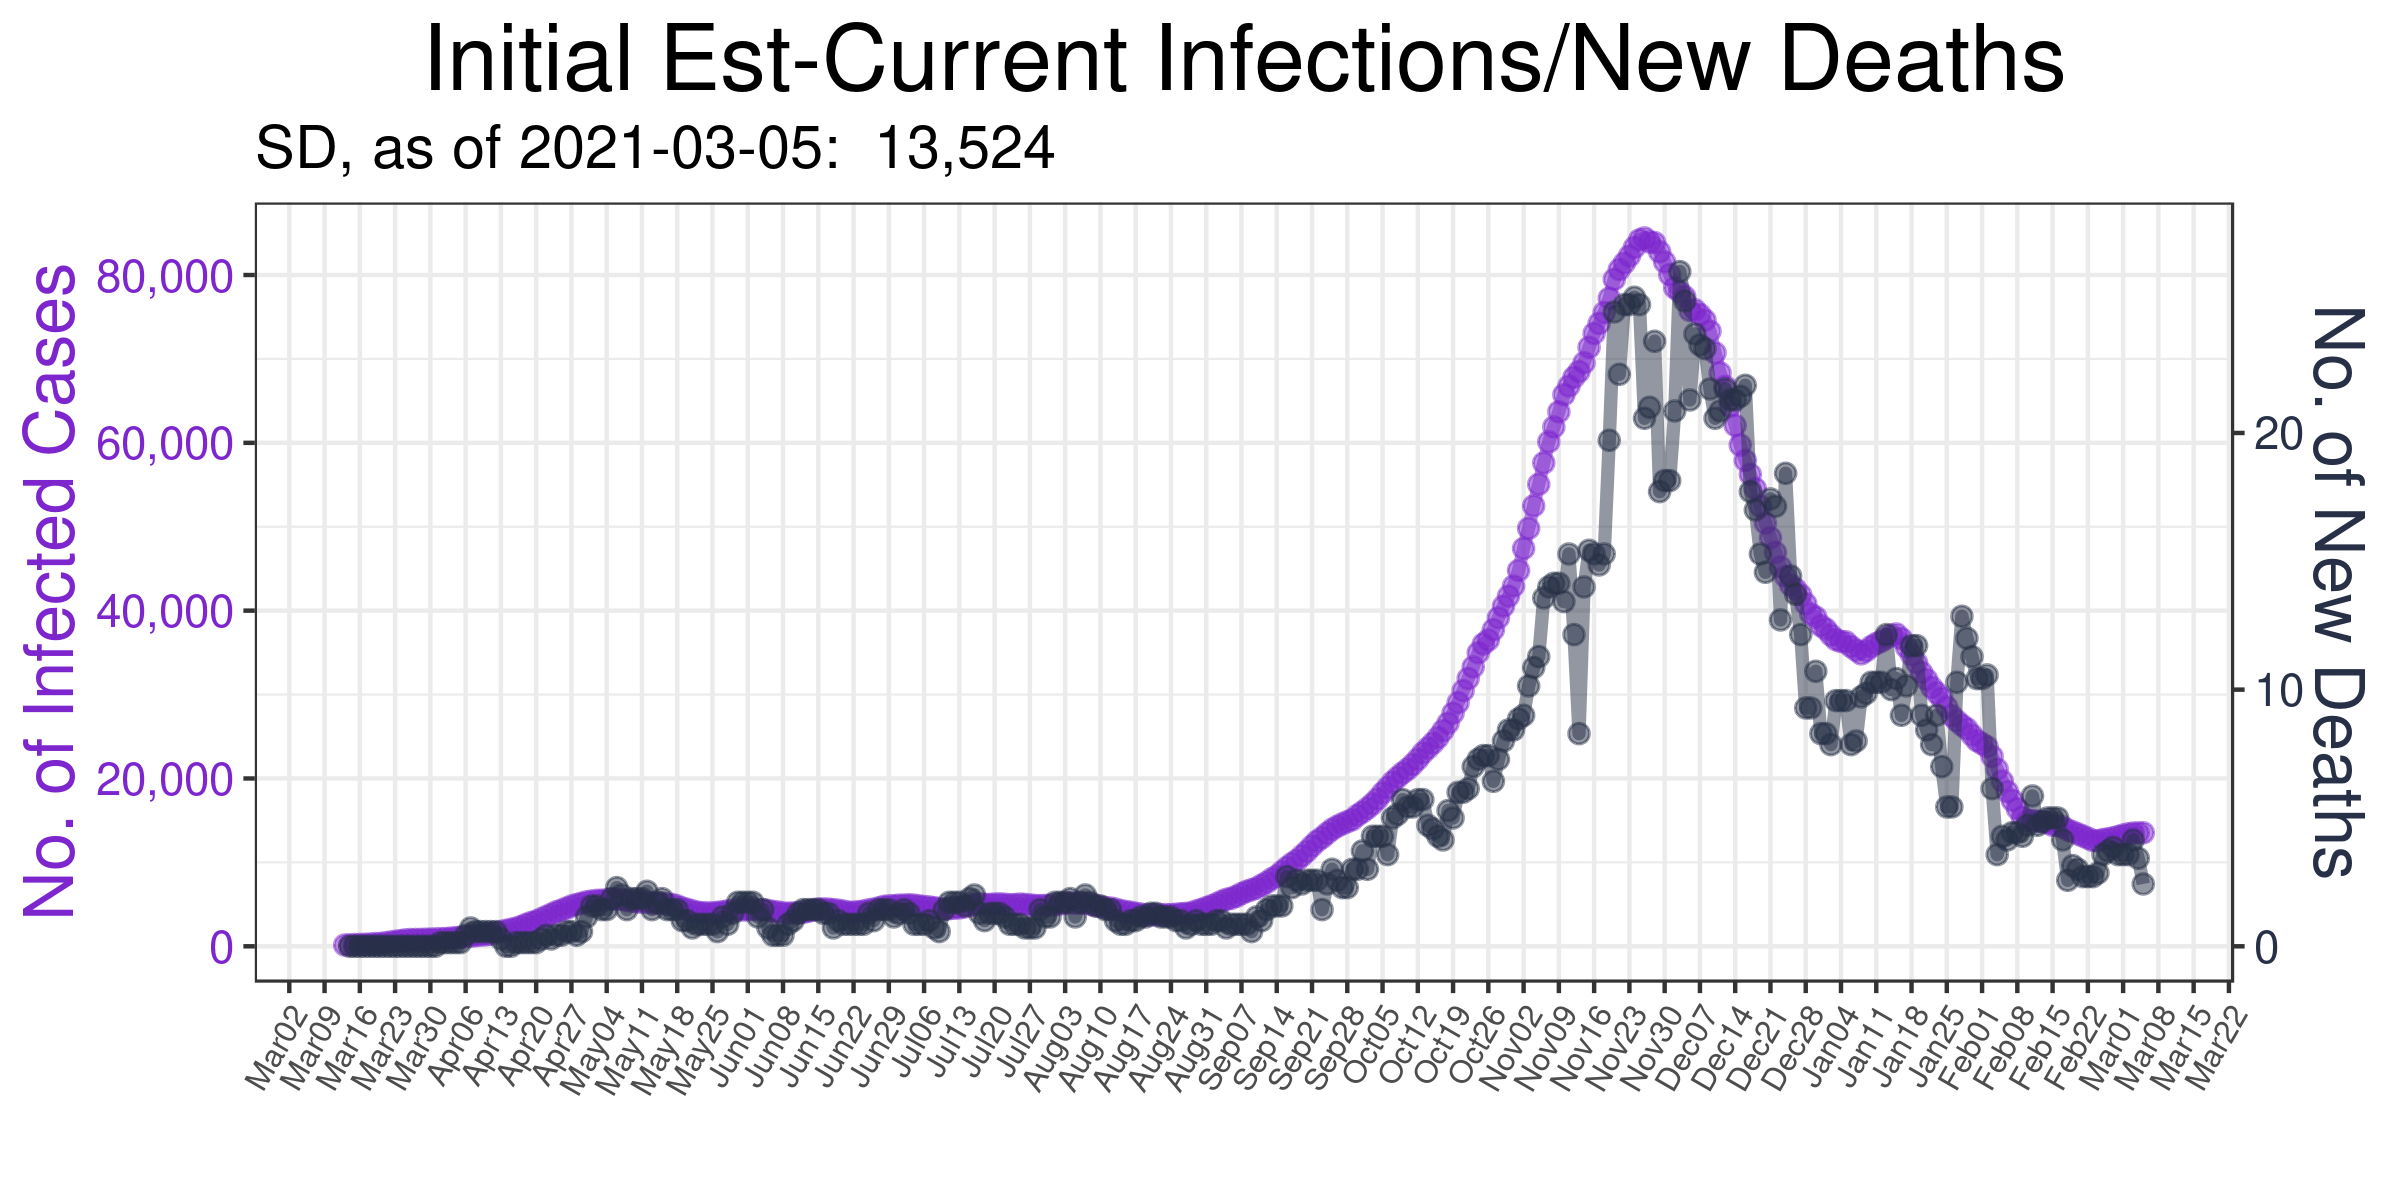 Initial Est-Current Infections/New Deaths
SD, as of 2021-03-05: 13,524
No. of Infected Cases
80,000
60,000
40,000
20,000
0
No. of New Deaths
20
10
0
Mar02
Mar09
Mar16
Mar23
Mar30
Apr06
Apr13
Apr20
Apr27
May04
May11
May18
May25
Jun01
Jun08
Jun15
Jun22
Jun29
Jul06
Jul13
Jul20
Jul27
Aug03
Aug10
Aug17
Aug24
Aug31
Sep07
Sep14
Sep21
Sep28
Oct05
Oct12
Oct19
Oct26
Nov02
Nov09
Nov16
Nov23
Nov30
Dec07
Dec14
Dec21
Dec28
Jan04
Jan11
Jan18
Jan25
Feb01
Feb08
Feb15
Feb22
Mar01
Mar08
Mar15
Mar22